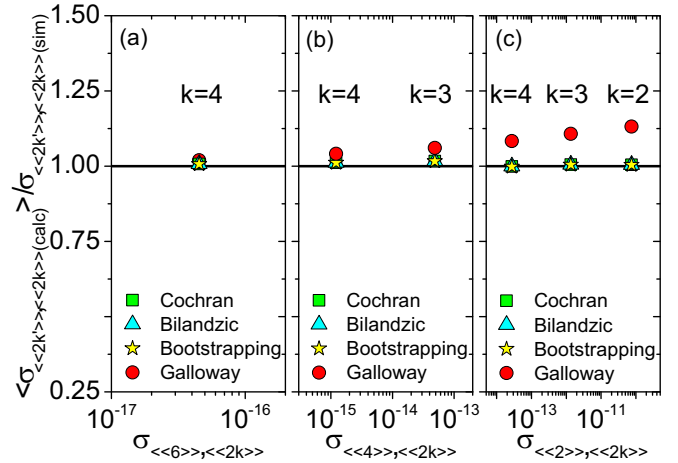 <σ<<2k'>>,<<2k>>(calc)>/σ<<2k'>>,<<2k>>(sim)
1.50
1.25
1.00
0.75
0.50
0.25
(a)
k=4
Cochran
Bilandzic
Bootstrapping
Galloway
10-17
10-16
σ<<6>>,<<2k>>
(b)
k=4
k=3
Cochran
Bilandzic
Bootstrapping
Galloway
10-15
10-14
10-13
σ<<4>>,<<2k>>
(c)
k=4
k=3
k=2
Cochran
Bilandzic
Bootstrapping
Galloway
10-13
10-11
σ<<2>>,<<2k>>